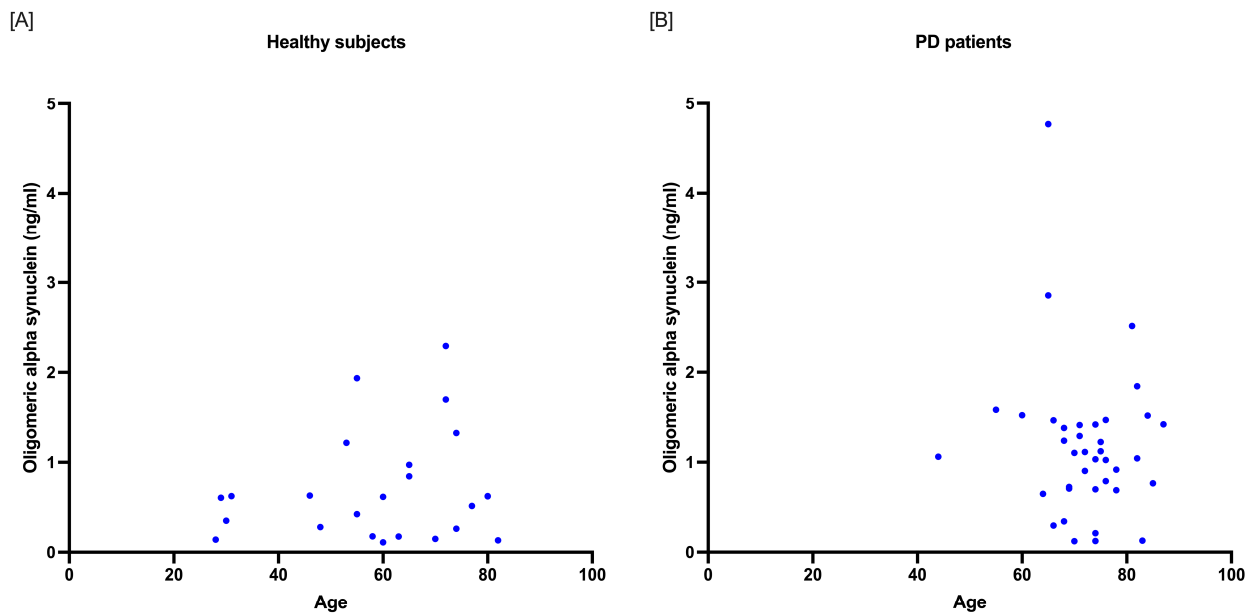 [A]
Healthy subjects
Oligomeric alpha synuclein (ng/ml)
5
4
3
2
1
0
0 20 40 60 80 100
Age
[B]
PD patients
Oligomeric alpha synuclein (ng/ml)
5
4
3
2
1
0
0 20 40 60 80 100
Age